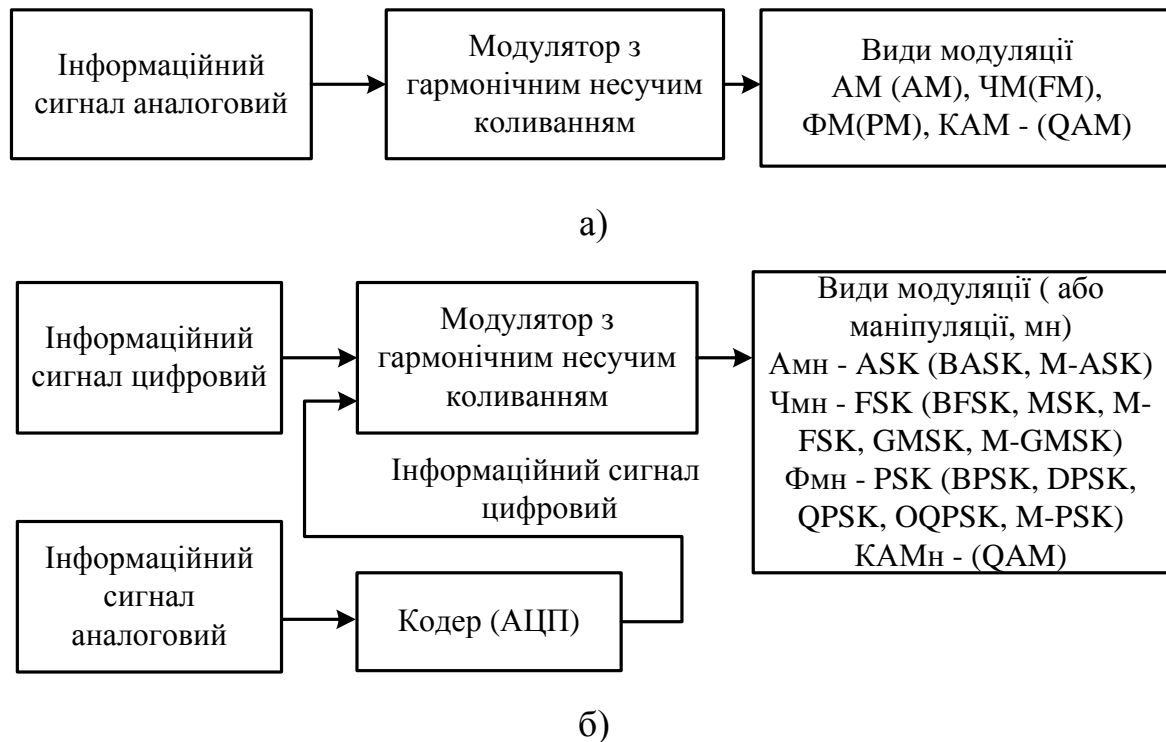 Інформаційний
сигнал аналоговий
Модулятор з
гармонічним несучим
коливанням
Види модуляції
АМ (AM), ЧМ(FM),
ФМ(PM), КАМ - (QAM)
а)
Інформаційний
сигнал цифровий
Модулятор з
гармонічним несучим
коливанням
Види модуляції ( або
маніпуляції, мн)
Амн - ASK (BASK, M-ASK)
Чмн - FSK (BFSK, MSK, M-
FSK, GMSK, M-GMSK)
Фмн - PSK (BPSK, DPSK,
QPSK, OQPSK, M-PSK)
КАМн - (QAM)
Інформаційний сигнал
цифровий
Інформаційний
сигнал
аналоговий
Кодер (АЦП)
б)